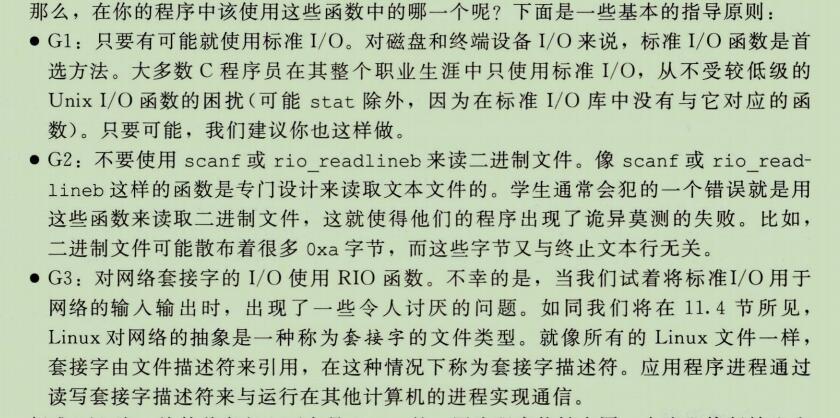 那么，在你的程序中该使用这些函数中的哪一个呢？下面是一些基本的指导原则：
● G1：只要有可能就使用标准 I/O。对磁盘和终端设备 I/O 来说，标准 I/O 函数是首
选方法。大多数 C 程序员在其整个职业生涯中只使用标准 I/O，从不受较低级的
Unix I/O 函数的困扰(可能 stat 除外，因为在标准 I/O 库中没有与它对应的函
数)。只要可能，我们建议你也这样做。
● G2：不要使用 scanf 或 rio_readlineb 来读二进制文件。像 scanf 或 rio_read-
lineb 这样的函数是专门设计来读取文本文件的。学生通常会犯的一个错误就是用
这些函数来读取二进制文件，这就使得他们的程序出现了诡异莫测的失败。比如，
二进制文件可能散布着很多 0xa 字节，而这些字节又与终止文本行无关。
● G3：对网络套接字的 I/O 使用 RIO 函数。不幸的是，当我们试着将标准I/O 用于
网络的输入输出时，出现了一些令人讨厌的问题。如同我们将在 11.4 节所见，
Linux 对网络的抽象是一种称为套接字的文件类型。就像所有的 Linux 文件一样，
套接字由文件描述符来引用，在这种情况下称为套接字描述符。应用程序进程通过
读写套接字描述符来与运行在其他计算机的进程实现通信。